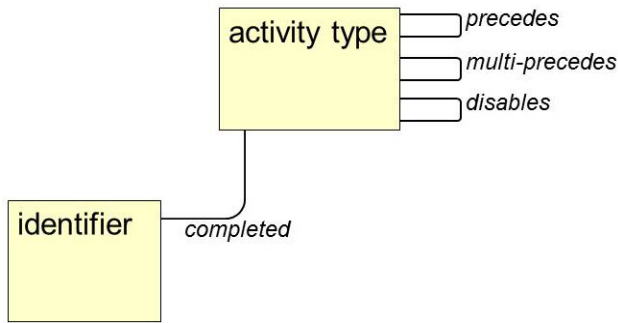 activity type
precedes
multi-precedes
disables
identifier
completed